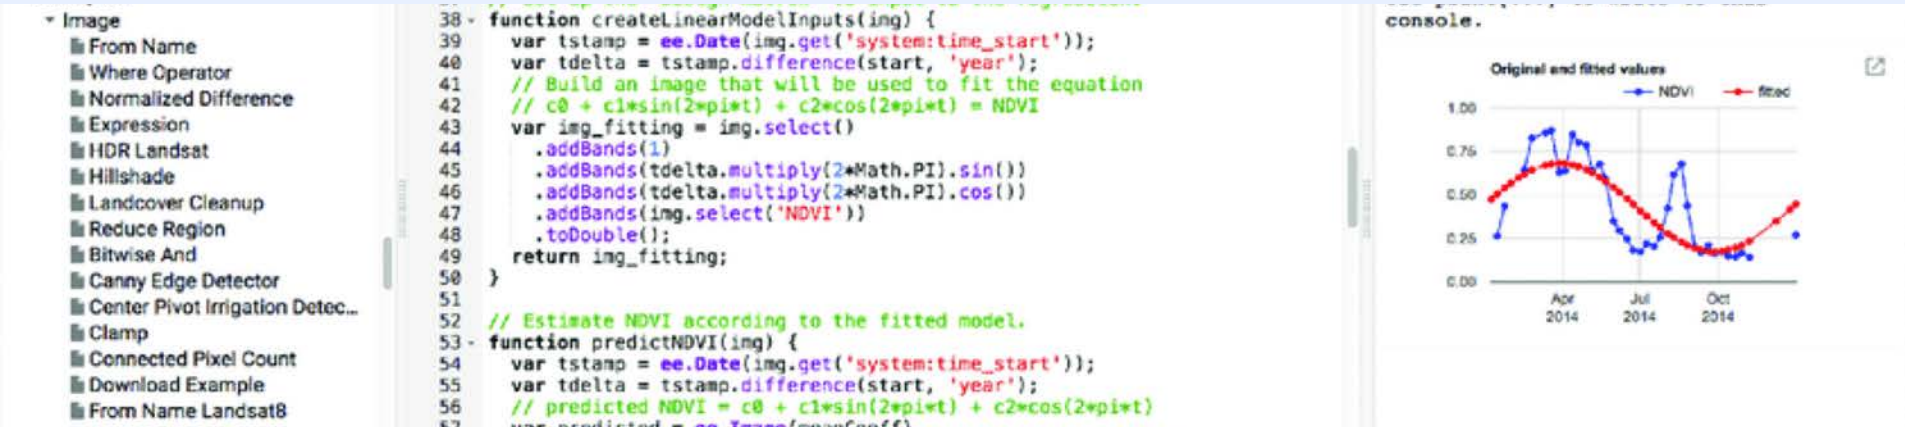 Image
From Name
Where Operator
Normalized Difference
Expression
HDR Landsat
Hillshade
Landcover Cleanup
Reduce Region
Bitwise And
Canny Edge Detector
Center Pivot Irrigation Detec...
Clamp
Connected Pixel Count
Download Example
From Name Landsat8
38 function createLinearModelInputs(img) {
39 var tstamp = ee.Date(img.get('system:time_start'));
40 var tdelta = tstamp.difference(start, 'year');
41 // Build an image that will be used to fit the equation
42 // c0 + c1*sin(2*pi*t) + c2*cos(2*pi*t) = NDVI
43 var img_fitting = img.select()
44 .addBands(1)
45 .addBands(tdelta.multiply(2*Math.PI).sin())
46 .addBands(tdelta.multiply(2*Math.PI).cos())
47 .addBands(img.select('NDVI'))
48 .toDouble();
49 return img_fitting;
50 }
51
52 // Estimate NDVI according to the fitted model.
53 function predictNDVI(img) {
54 var tstamp = ee.Date(img.get('system:time_start'));
55 var tdelta = tstamp.difference(start, 'year');
56 // predicted NDVI = c0 + c1*sin(2*pi*t) + c2*cos(2*pi*t)
console.
Original and fitted values
NDVI fitted
1.00
0.75
0.50
0.25
0.00
Apr Jul Oct
2014 2014 2014